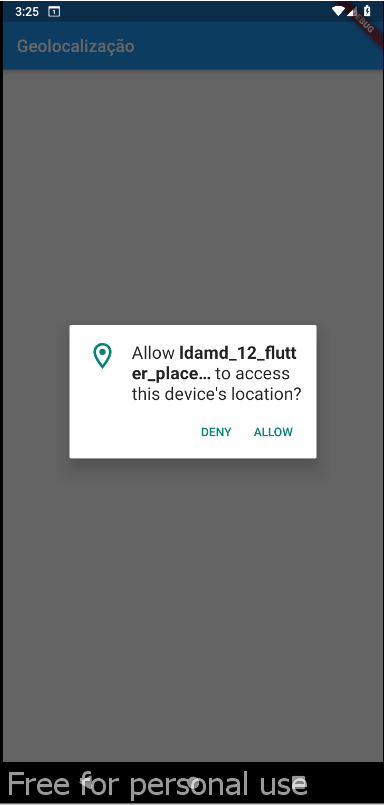 3:25
DEBUG
Geolocalização
Allow ldamd_12_flutt
er_place... to access
this device's location?
DENY ALLOW
Free for personal use